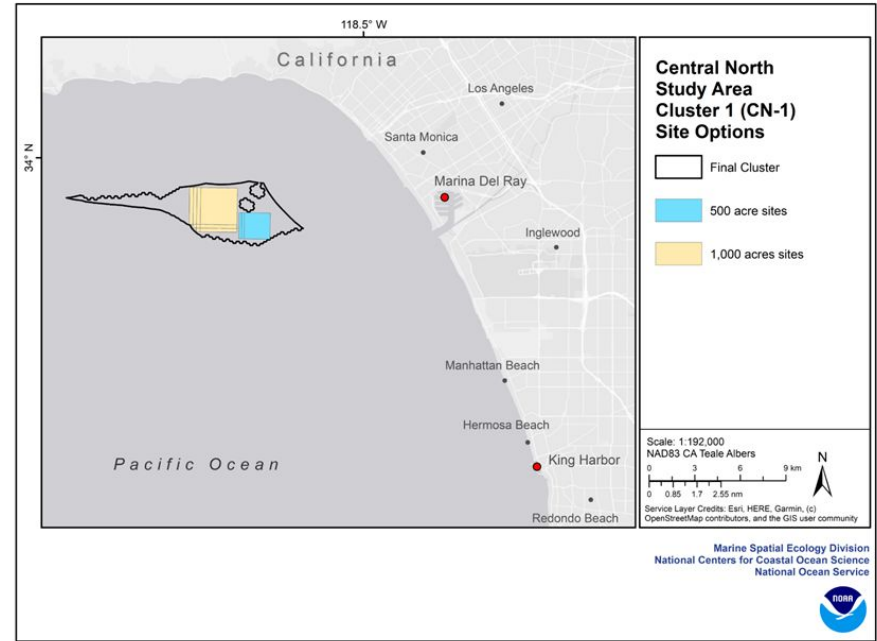 118.5° W
34° N
California
Los Angeles
Santa Monica
Marina Del Ray
Inglewood
Manhattan Beach
Hermosa Beach
King Harbor
Redondo Beach
Pacific Ocean
Central North
Study Area
Cluster 1 (CN-1)
Site Options
Final Cluster
500 acre sites
1,000 acres sites
Scale: 1:192,000
NAD83 CA Teale Albers
N
0 3 6 9 km
0 0.85 1.7 2.55 nm
Service Layer Credits: Esri, HERE, Garmin, (c)
OpenStreetMap contributors, and the GIS user community
Marine Spatial Ecology Division
National Centers for Coastal Ocean Science
National Ocean Service
NOAA